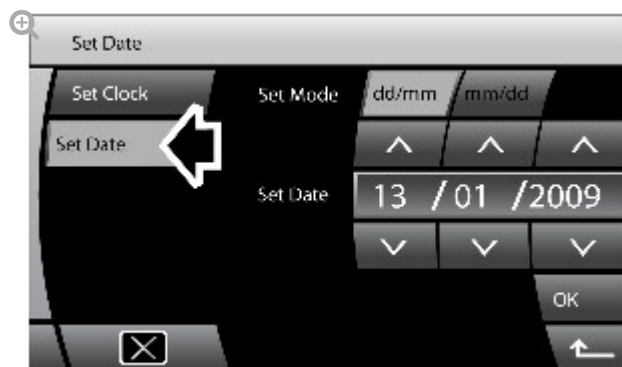 Set Date
Set Clock
Set Mode
dd/mm
mm/dd
Set Date
Set Date
13 / 01 / 2009
OK